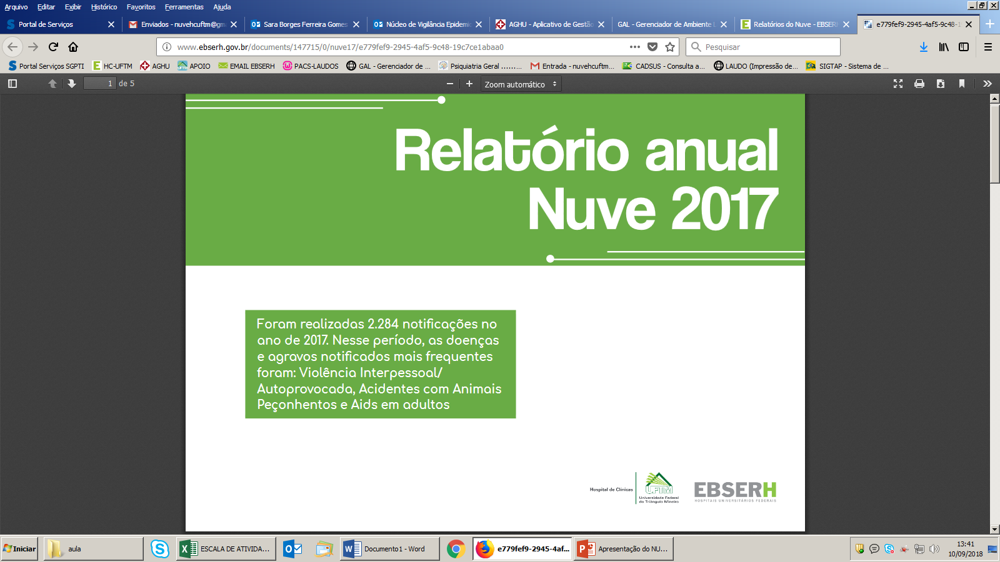 Arquivo Editar Exibir Histórico Favoritos Ferramentas Ajuda
Portal de Serviços Enviados - nuvehcuftm@gm Sara Borges Ferreira Gomes Núcleo de Vigilância Epidemi AGHU - Aplicativo de Gestão GAL - Gerenciador de Ambiente L Relatórios do Nuve - EBSER e779fef9-2945-4af5-9c48-1
www.ebserh.gov.br/documents/147715/0/nuve17/e779fef9-2945-4af5-9c48-19c7ce1abaa0 Pesquisar
Portal Serviços SGPTI HC-UFTM AGHU APOIO EMAIL EBSERH PACS-LAUDOS GAL - Gerenciador de ... Psiquiatria Geral ......... Entrada - nuvehcuftm... CADSUS - Consulta a... LAUDO (Impressão de... SIGTAP - Sistema de ...
1 de 5 Zoom automático
Relatório anual
Nuve 2017
Foram realizadas 2.284 notificações no
ano de 2017. Nesse período, as doenças
e agravos notificados mais frequentes
foram: Violência Interpessoal/
Autoprovocada, Acidentes com Animais
Peçonhentos e Aids em adultos
Hospital de Clínicas
UFTM
Universidade Federal
do Triângulo Mineiro
EBSERH
HOSPITAIS UNIVERSITÁRIOS FEDERAIS
Iniciar aula ESCALA DE ATIVIDA... Documento1 - Word e779fef9-2945-4af... Apresentação do NU...
13:41
10/09/2018